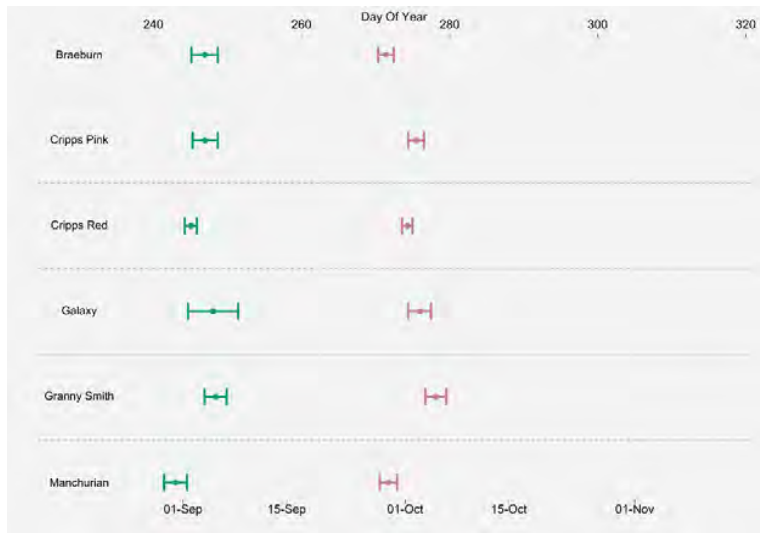 Day Of Year
240 260 280 300 320
Braeburn
Cripps Pink
Cripps Red
Galaxy
Granny Smith
Manchurian
01-Sep 15-Sep 01-Oct 15-Oct 01-Nov